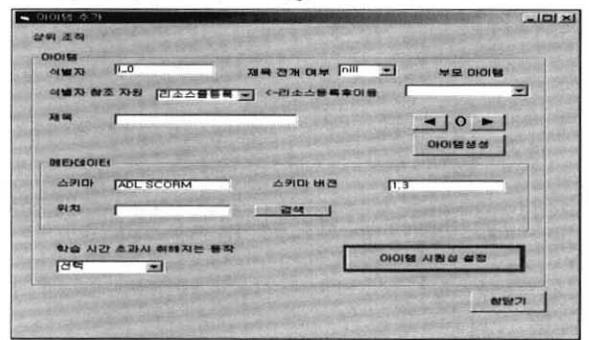 아이템 추가
상위 조직
아이템
식별자 I_0 제목 전개 여부 nill 부모 아이템
식별자 참조 자원 리소스를등록 <-리소스등록후이용
제목
◄ O ►
아이템생성
메타데이터
스키마 ADL SCORM 스키마 버전 1.3
위치 검색
학습 시간 초과시 취해지는 동작
선택
아이템 시퀀싱 설정
창닫기